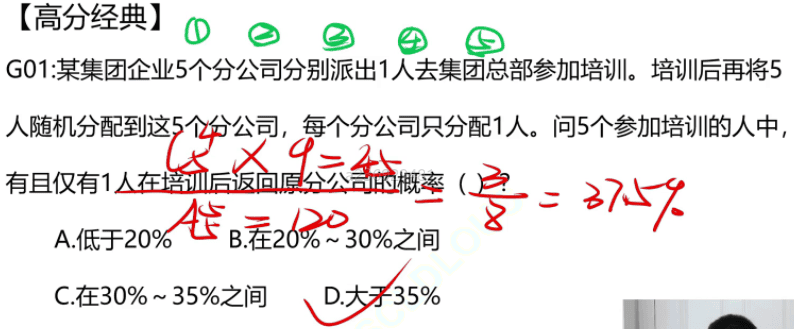 【高分经典】
① ② ③ ④ ⑤
G01:某集团企业5个分公司分别派出1人去集团总部参加培训。培训后再将5
人随机分配到这5个分公司，每个分公司只分配1人。问5个参加培训的人中，
有且仅有1人在培训后返回原分公司的概率（ ）？
C₅⁴ × 9 = 45
A₅⁵ = 120
= 3/8 = 37.5%
A.低于20% B.在20%～30%之间
C.在30%～35%之间 D.大于35%